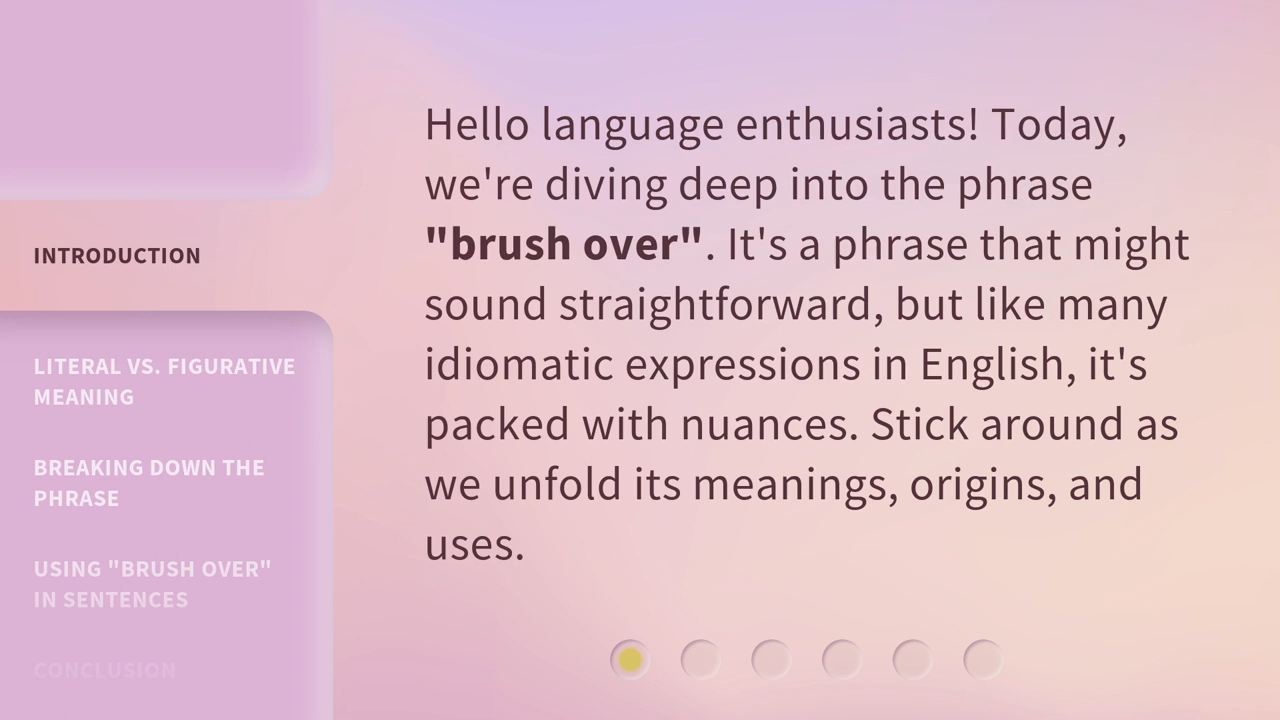 INTRODUCTION
LITERAL VS. FIGURATIVE
MEANING
BREAKING DOWN THE
PHRASE
USING "BRUSH OVER"
IN SENTENCES
CONCLUSION
Hello language enthusiasts! Today,
we're diving deep into the phrase
"brush over". It's a phrase that might
sound straightforward, but like many
idiomatic expressions in English, it's
packed with nuances. Stick around as
we unfold its meanings, origins, and
uses.